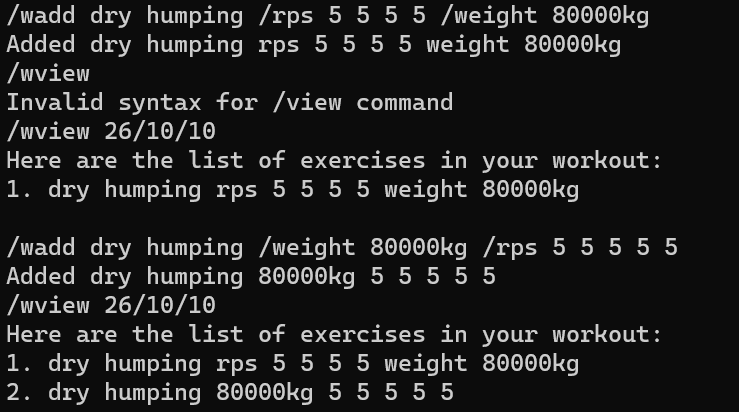 /wadd dry humping /rps 5 5 5 5 /weight 80000kg
Added dry humping rps 5 5 5 5 weight 80000kg
/wview
Invalid syntax for /view command
/wview 26/10/10
Here are the list of exercises in your workout:
1. dry humping rps 5 5 5 5 weight 80000kg
/wadd dry humping /weight 80000kg /rps 5 5 5 5 5
Added dry humping 80000kg 5 5 5 5 5
/wview 26/10/10
Here are the list of exercises in your workout:
1. dry humping rps 5 5 5 5 weight 80000kg
2. dry humping 80000kg 5 5 5 5 5